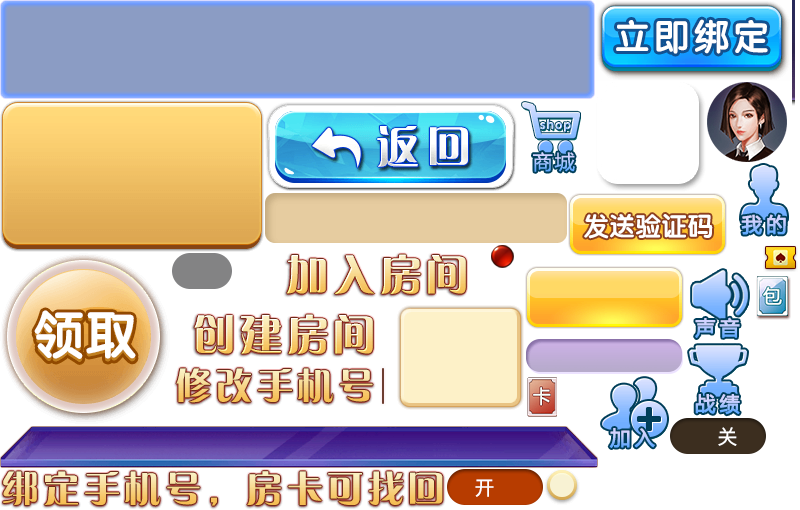 立即绑定
返回
shop
商城
发送验证码
我的
加入房间
包
领取
声音
创建房间
修改手机号
卡
战绩
加入
关
绑定手机号，房卡可找回
开